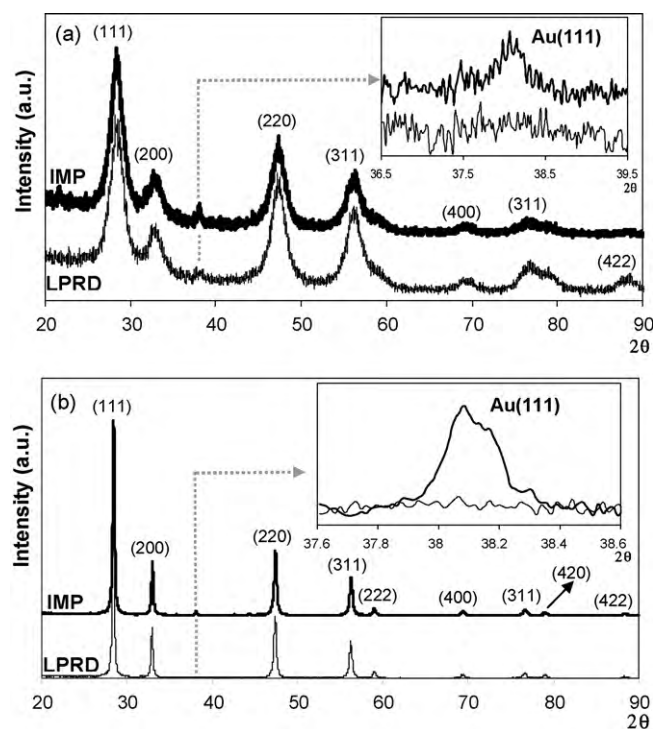 (a)
Intensity (a.u.)
(111)
(200)
(220)
(311)
(400)
(311)
(422)
IMP
LPRD
Au(111)
36.5 37.5 38.5 39.5
2θ
20 30 40 50 60 70 80 90
2θ
(b)
Intensity (a.u.)
(111)
(200)
(220)
(311)
(222)
(400)
(311)
(420)
(422)
IMP
LPRD
Au(111)
37.6 37.8 38 38.2 38.4 38.6
2θ
20 30 40 50 60 70 80 90
2θ